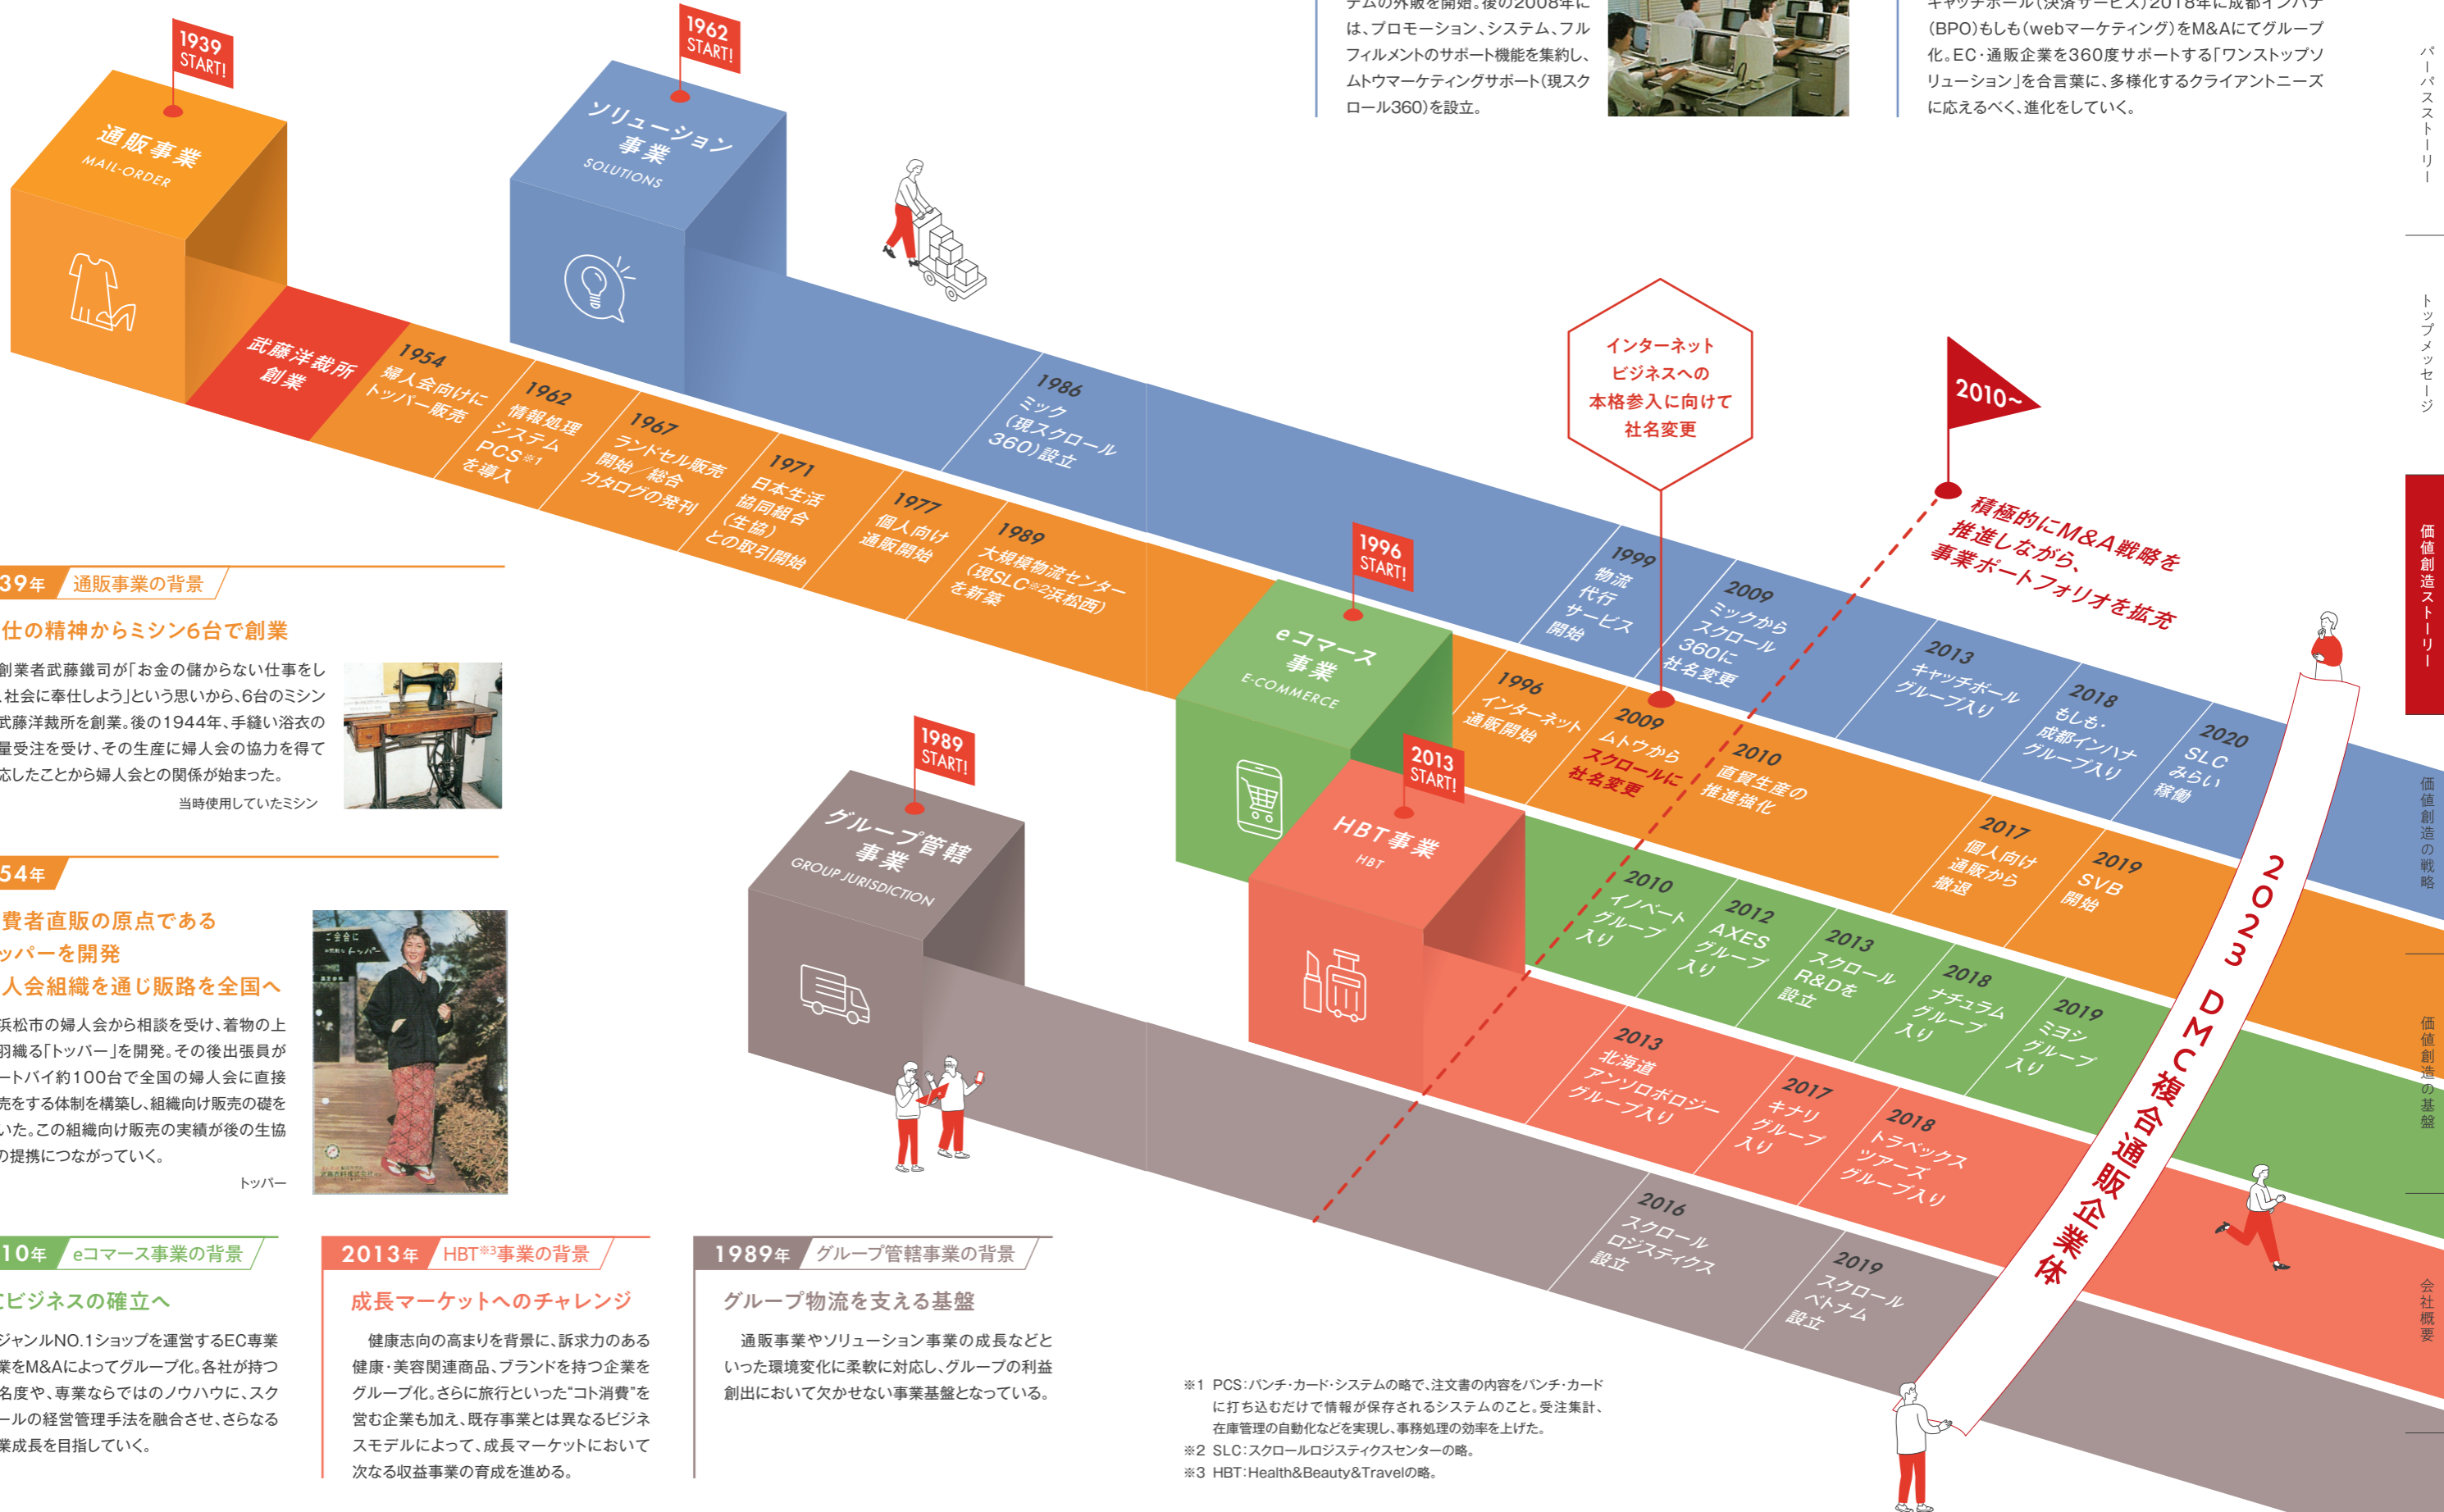 テムの外販を開始。後の2008年に
は、プロモーション、システム、フル
フィルメントのサポート機能を集約し、
ムトウマーケティングサポート(現スク
ロール360)を設立。
キャッチボール(決済サービス)2018年に成都インハナ
(BPO)もしも(webマーケティング)をM&Aにてグループ
化。EC・通販企業を360度サポートする「ワンストップソ
リューション」を合言葉に、多様化するクライアントニーズ
に応えるべく、進化をしていく。
1939
START!
通販事業
MAIL-ORDER
1962
START!
ソリューション
事業
SOLUTIONS
武藤洋裁所
創業
1954
婦人会向けに
トッパー販売
1962
情報処理
システム
PCS※1
を導入
1967
ランドセル販売
開始／総合
カタログの発刊
1971
日本生活
協同組合
(生協)
との取引開始
1977
個人向け
通販開始
1989
大規模物流センター
(現SLC※2浜松西)
を新築
1986
ミック
(現スクロール
360)設立
1999
物流
代行
サービス
開始
2009
ミックから
スクロール
360に
社名変更
インターネット
ビジネスへの
本格参入に向けて
社名変更
2010~
積極的にM&A戦略を
推進しながら、
事業ポートフォリオを拡充
2013
キャッチボール
グループ入り
2018
もしも・
成都インハナ
グループ入り
2020
SLC
みらい
稼働
1996
START!
eコマース
事業
E-COMMERCE
1996
インターネット
通販開始
2009
ムトウから
スクロールに
社名変更
2010
直貿生産の
推進強化
2017
個人向け
通販から
撤退
2019
SVB
開始
2010
イノベート
グループ
入り
2012
AXES
グループ
入り
2013
スクロール
R&Dを
設立
2018
ナチュラム
グループ
入り
2019
ミヨシ
グループ
入り
2013
START!
HBT事業
HBT
2013
北海道
アンソロポロジー
グループ入り
2017
キナリ
グループ
入り
2018
トラベックス
ツアーズ
グループ入り
1989
START!
グループ管轄
事業
GROUP JURISDICTION
2016
スクロール
ロジスティクス
設立
2019
スクロール
ベトナム
設立
2023 DMC複合通販企業体
39年 通販事業の背景
仕の精神からミシン6台で創業
創業者武藤鐵司が「お金の儲からない仕事をし
、社会に奉仕しよう」という思いから、6台のミシン
武藤洋裁所を創業。後の1944年、手縫い浴衣の
量受注を受け、その生産に婦人会の協力を得て
応したことから婦人会との関係が始まった。
当時使用していたミシン
54年
費者直販の原点である
ッパーを開発
人会組織を通じ販路を全国へ
浜松市の婦人会から相談を受け、着物の上
羽織る「トッパー」を開発。その後出張員が
ートバイ約100台で全国の婦人会に直接
売をする体制を構築し、組織向け販売の礎を
いた。この組織向け販売の実績が後の生協
の提携につながっていく。
トッパー
ご会合に
トッパー
10年 eコマース事業の背景
ビジネスの確立へ
ジャンルNO.1ショップを運営するEC専業
業をM&Aによってグループ化。各社が持つ
名度や、専業ならではのノウハウに、スク
ールの経営管理手法を融合させ、さらなる
業成長を目指していく。
2013年 HBT※3事業の背景
成長マーケットへのチャレンジ
健康志向の高まりを背景に、訴求力のある
健康・美容関連商品、ブランドを持つ企業を
グループ化。さらに旅行といった“コト消費”を
営む企業も加え、既存事業とは異なるビジネ
スモデルによって、成長マーケットにおいて
次なる収益事業の育成を進める。
1989年 グループ管轄事業の背景
グループ物流を支える基盤
通販事業やソリューション事業の成長などと
いった環境変化に柔軟に対応し、グループの利益
創出において欠かせない事業基盤となっている。
※1 PCS:パンチ・カード・システムの略で、注文書の内容をパンチ・カード
に打ち込むだけで情報が保存されるシステムのこと。受注集計、
在庫管理の自動化などを実現し、事務処理の効率を上げた。
※2 SLC:スクロールロジスティクスセンターの略。
※3 HBT:Health&Beauty&Travelの略。
パーパスストーリー
トップメッセージ
価値創造ストーリー
価値創造の戦略
価値創造の基盤
会社概要